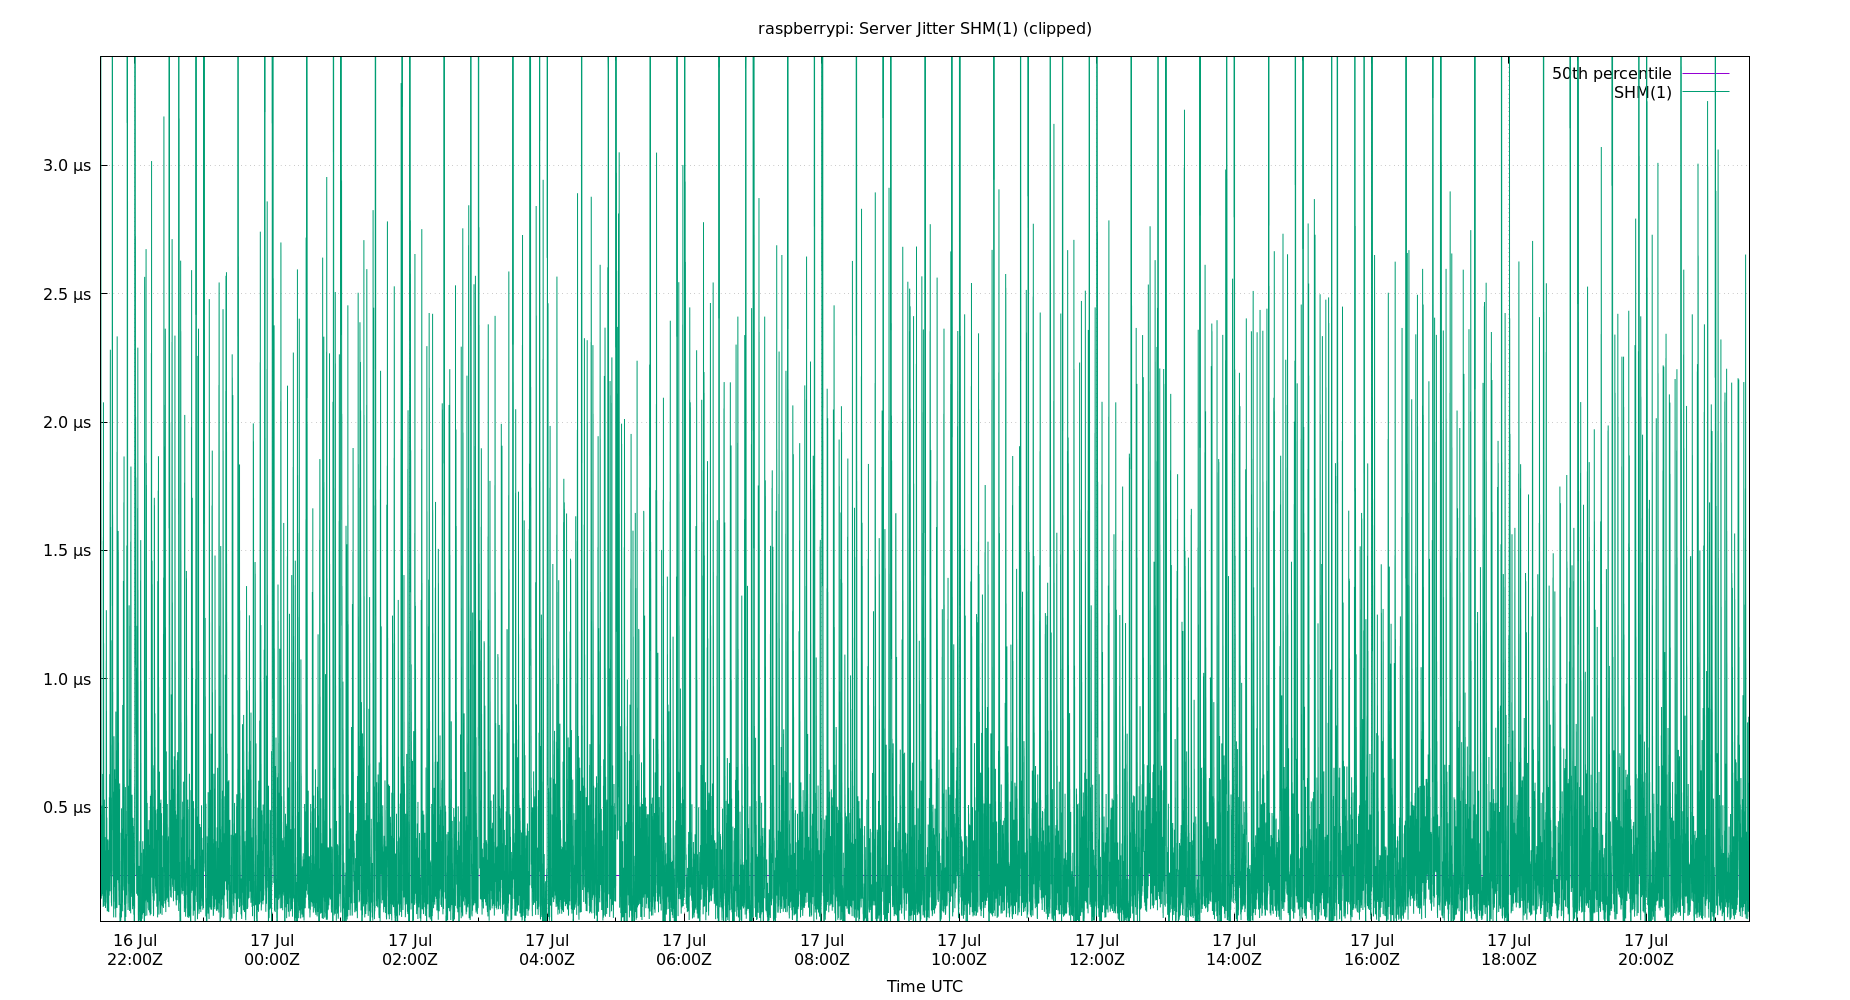 raspberrypi: Server Jitter SHM(1) (clipped)
50th percentile
SHM(1)
3.0 µs
2.5 µs
2.0 µs
1.5 µs
1.0 µs
0.5 µs
16 Jul 17 Jul 17 Jul 17 Jul 17 Jul 17 Jul 17 Jul 17 Jul 17 Jul 17 Jul 17 Jul 17 Jul
22:00Z 00:00Z 02:00Z 04:00Z 06:00Z 08:00Z 10:00Z 12:00Z 14:00Z 16:00Z 18:00Z 20:00Z
Time UTC